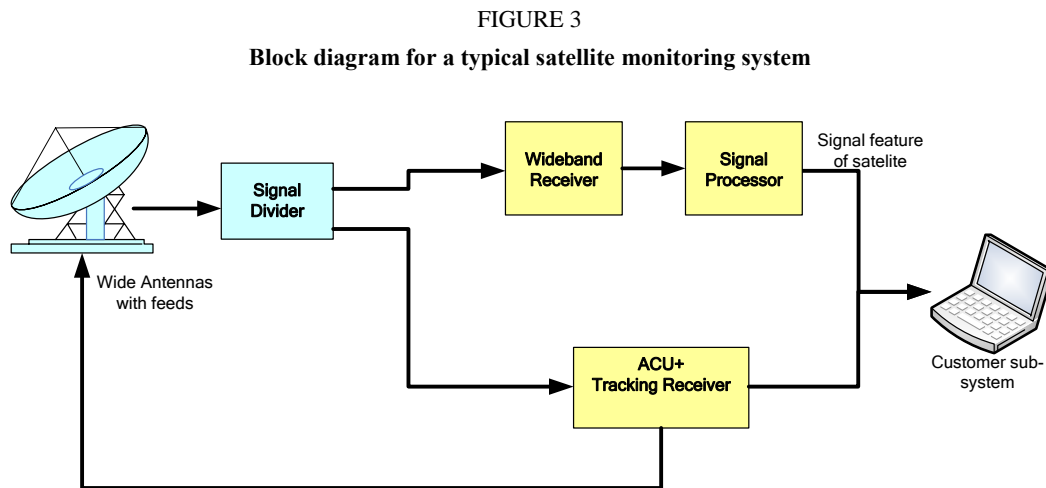 FIGURE 3
Block diagram for a typical satellite monitoring system
Wide Antennas
with feeds
Signal
Divider
Wideband
Receiver
Signal
Processor
Signal feature
of satelite
ACU+
Tracking Receiver
Customer sub-
system